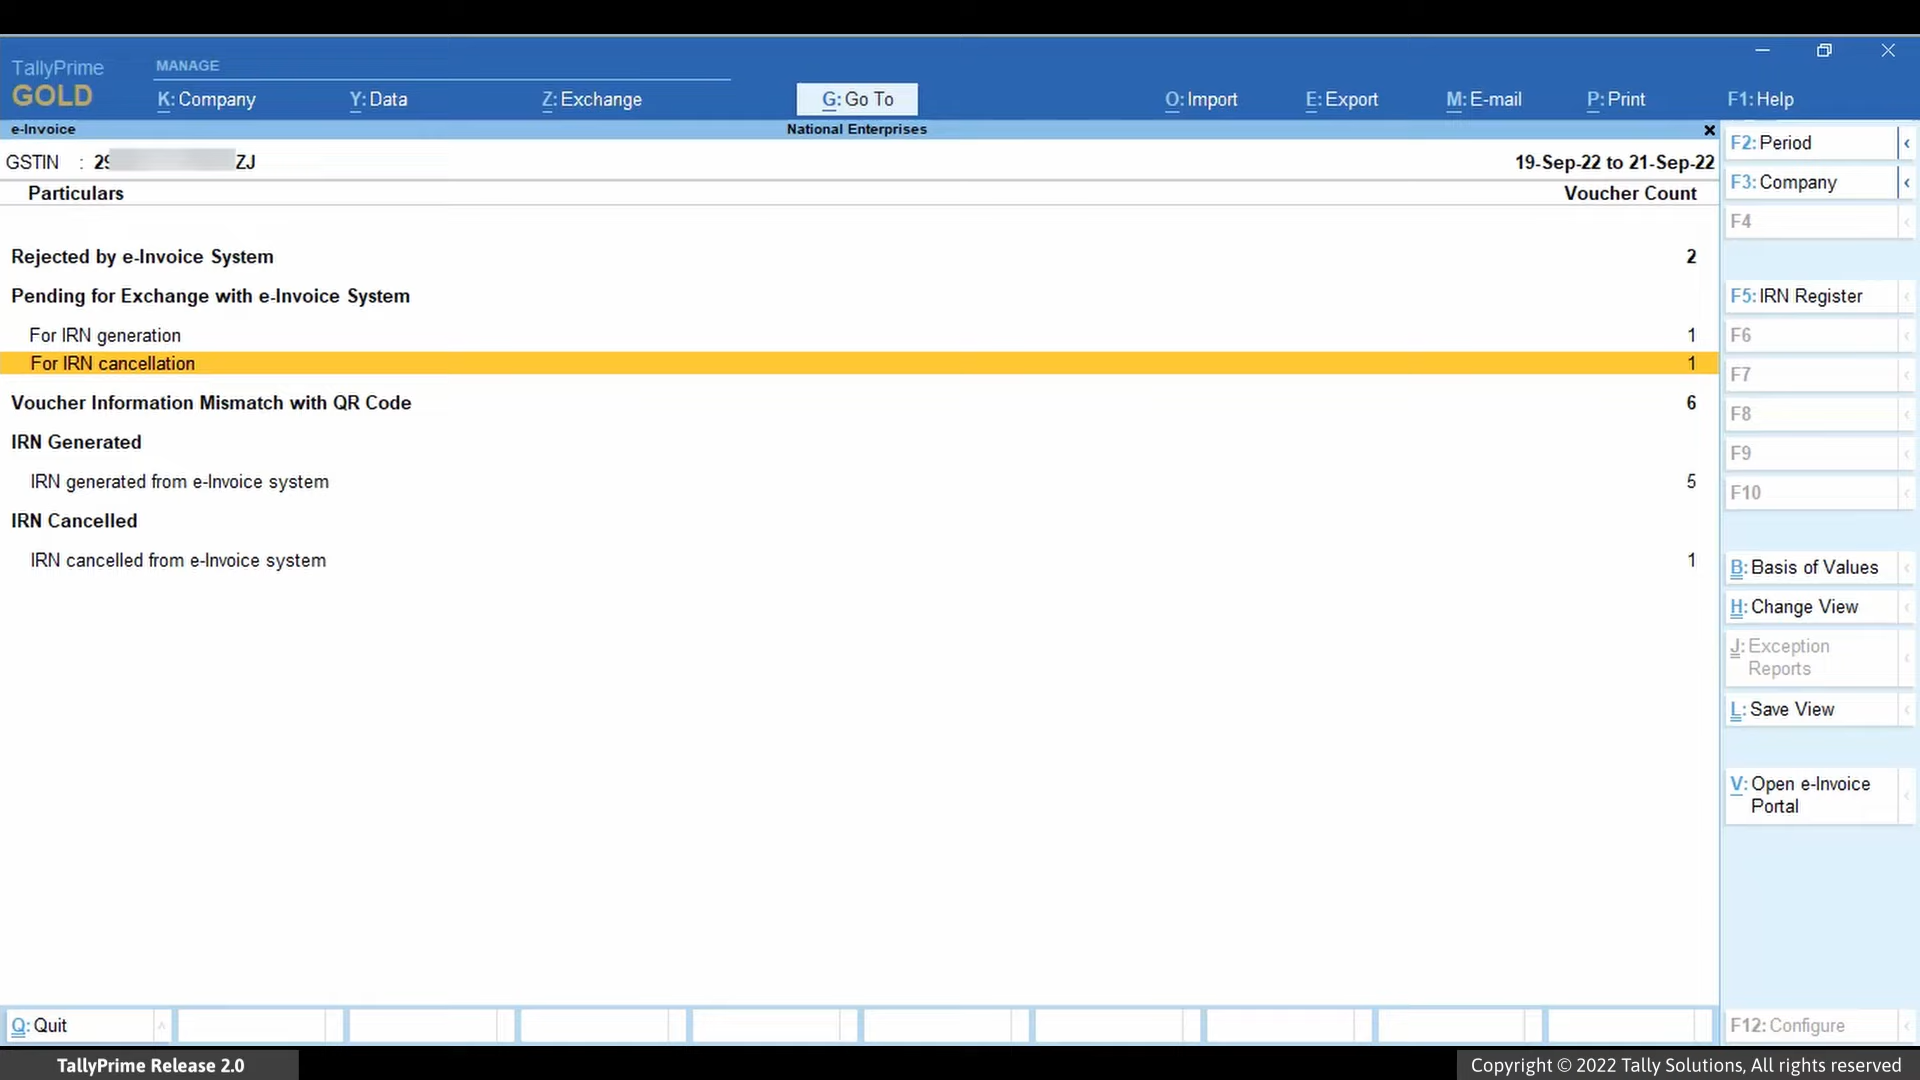 TallyPrime
GOLD
MANAGE
K: Company
Y: Data
Z: Exchange
G: Go To
O: Import
E: Export
M: E-mail
P: Print
F1: Help
e-Invoice
National Enterprises
GSTIN : 29 ZJ
19-Sep-22 to 21-Sep-22
Particulars
Voucher Count
Rejected by e-Invoice System 2
Pending for Exchange with e-Invoice System
For IRN generation 1
For IRN cancellation 1
Voucher Information Mismatch with QR Code 6
IRN Generated
IRN generated from e-Invoice system 5
IRN Cancelled
IRN cancelled from e-Invoice system 1
F2: Period
F3: Company
F4
F5: IRN Register
F6
F7
F8
F9
F10
B: Basis of Values
H: Change View
J: Exception
Reports
L: Save View
V: Open e-Invoice
Portal
Q: Quit
F12: Configure
TallyPrime Release 2.0
Copyright © 2022 Tally Solutions, All rights reserved